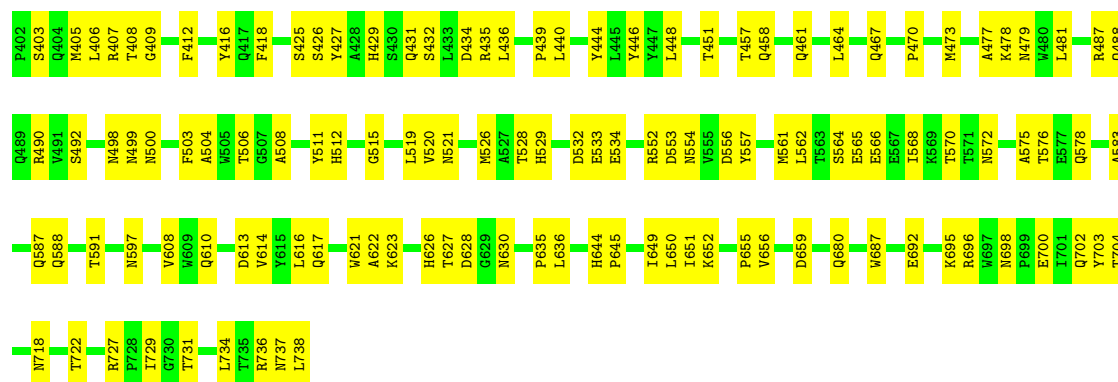 P402 S403 Q404 M405 L406 R407 T408 G409 F412 Y416 Q417 F418 S425 S426 Y427 A428 H429 S430 Q431 S432 L433 D434 R435 L436 P439 L440 Y444 L445 Y446 Y447 L448 T451 T457 Q458 Q461 L464 Q467 P470 M473 A477 K478 N479 W480 L481 R487
Q489 R490 V491 S492 N498 N499 N500 F503 A504 W505 T506 G507 A508 Y511 H512 G515 L519 V520 N521 M526 A527 T528 H529 D532 E533 E534 R552 D553 N554 V555 D556 Y557 M561 L562 T563 S564 E565 E566 E567 I568 K569 T570 T571 N572 A575 T576 E577 Q578
Q587 Q588 T591 N597 V608 W609 Q610 D613 V614 Y615 L616 Q617 W621 A622 K623 H626 T627 D628 G629 N630 P635 L636 H644 P645 I649 L650 I651 K652 P655 V656 D659 Q680 W687 E692 K695 R696 W697 N698 P699 E700 I701 Q702 Y703 T704
N718 T722 R727 P728 I729 G730 T731 L734 T735 R736 N737 L738